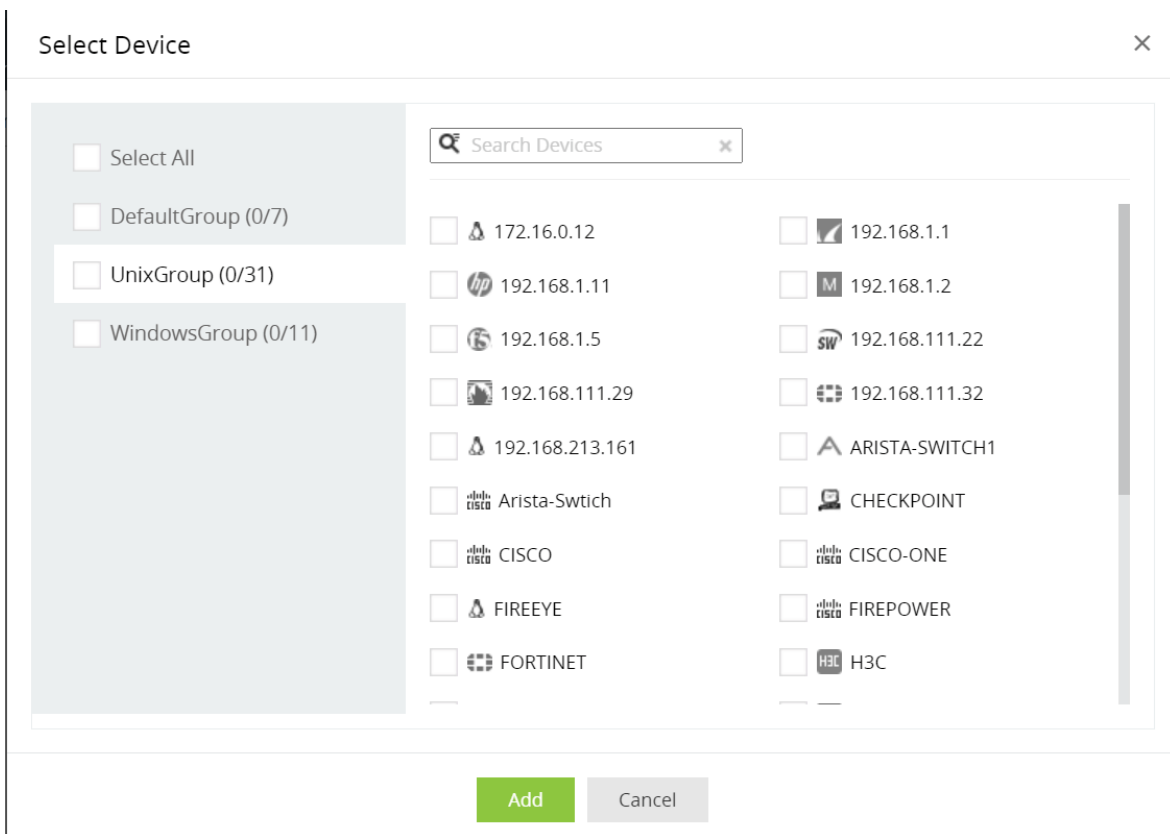 Select Device
Select All
DefaultGroup (0/7)
UnixGroup (0/31)
WindowsGroup (0/11)
Search Devices
172.16.0.12
192.168.1.1
hp 192.168.1.11
M 192.168.1.2
f5 192.168.1.5
SW 192.168.111.22
192.168.111.29
192.168.111.32
192.168.213.161
ARISTA-SWITCH1
cisco Arista-Swtich
CHECKPOINT
cisco CISCO
cisco CISCO-ONE
FIREEYE
cisco FIREPOWER
FORTINET
H3C H3C
Add
Cancel